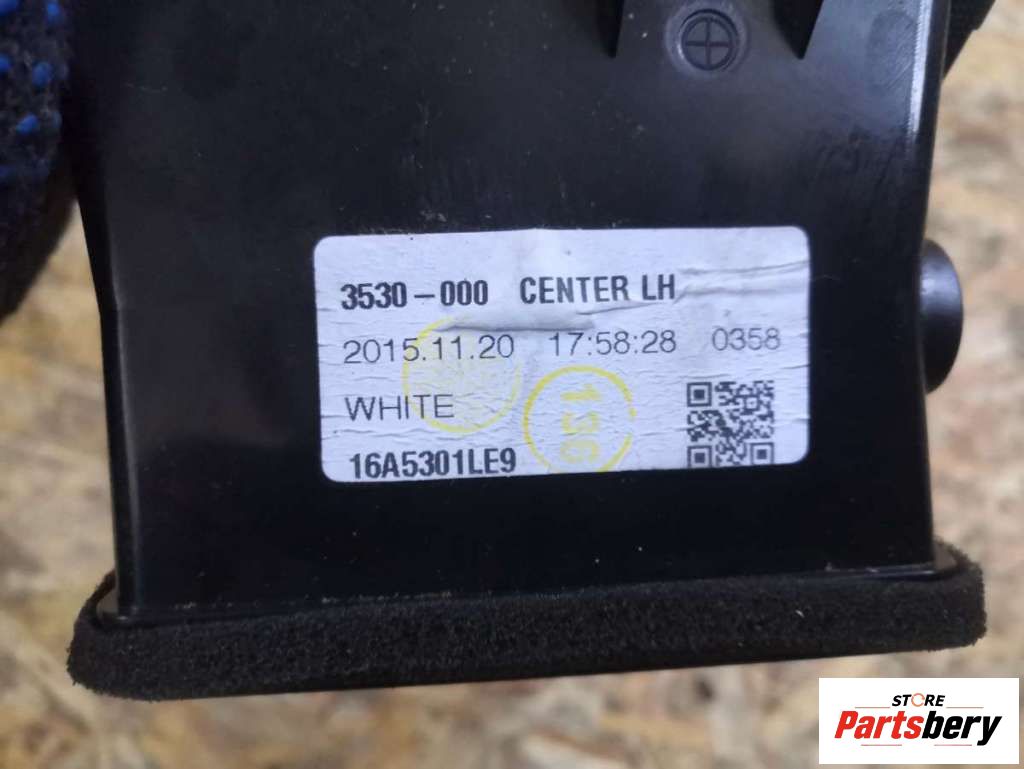 3530-000 CENTER LH
2015.11.20 17:58:28 0358
WHITE
130
16A5301LE9
STORE
Partsbery